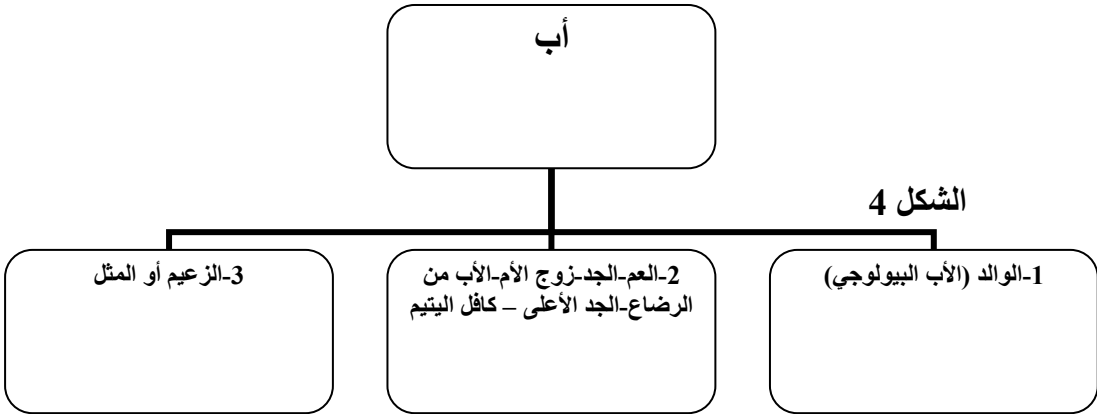 أب
الشكل 4
1-الوالد (الأب البيولوجي)
2-العم-الجد-زوج الأم-الأب من
الرضاع-الجد الأعلى – كافل اليتيم
3-الزعيم أو المثل